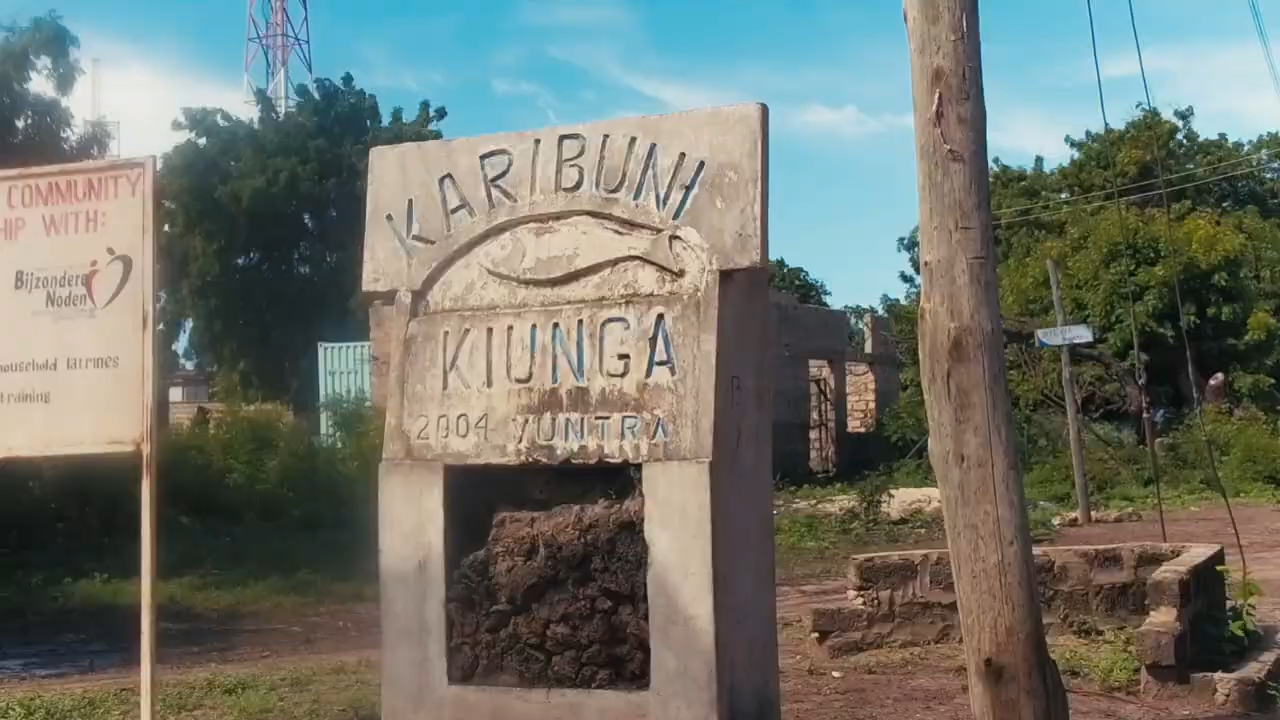 COMMUNITY
HIP WITH:
Bijzondere
Noden
household latrines
training
KARIBUNI
KIUNGA
2004 YUNTRA